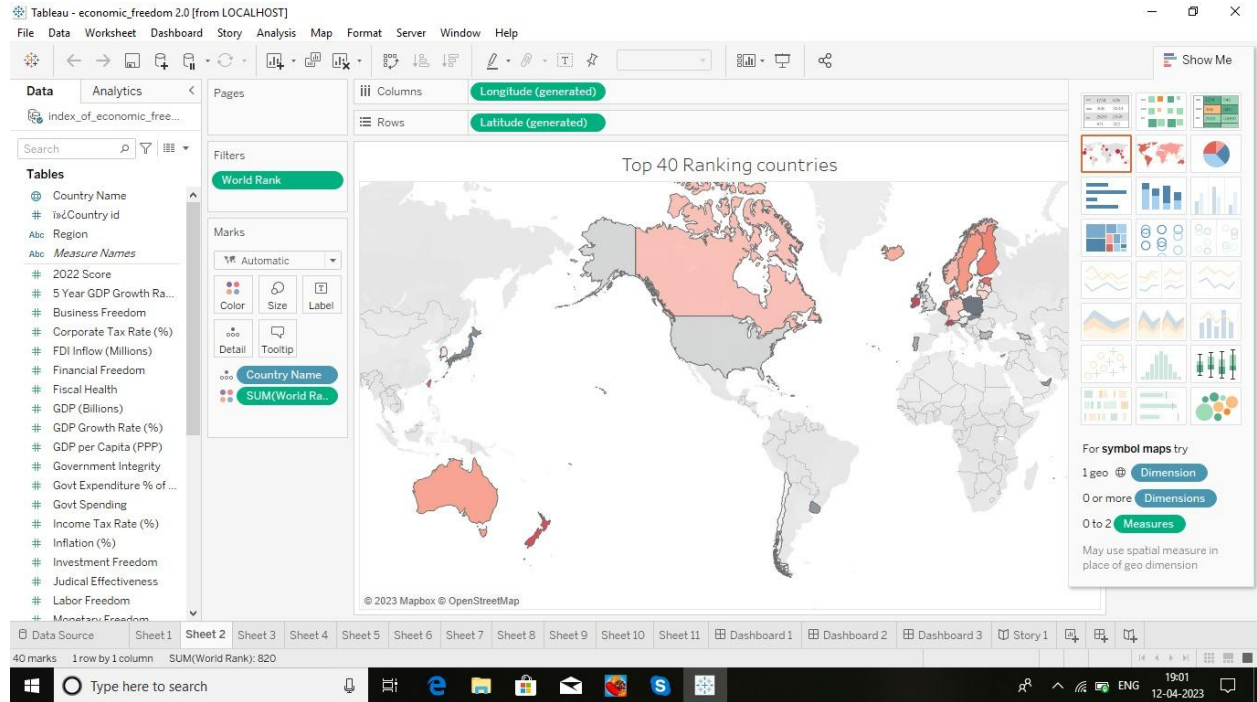 Tableau - economic_freedom 2.0 [from LOCALHOST]
File Data Worksheet Dashboard Story Analysis Map Format Server Window Help
Show Me
Data Analytics
index_of_economic_free...
Search
Tables
Country Name
ï»¿Country id
Region
Measure Names
2022 Score
5 Year GDP Growth Ra...
Business Freedom
Corporate Tax Rate (%)
FDI Inflow (Millions)
Financial Freedom
Fiscal Health
GDP (Billions)
GDP Growth Rate (%)
GDP per Capita (PPP)
Government Integrity
Govt Expenditure % of ...
Govt Spending
Income Tax Rate (%)
Inflation (%)
Investment Freedom
Judical Effectiveness
Labor Freedom
Monetary Freedom
Pages
Filters
World Rank
Marks
Automatic
Color Size Label
Detail Tooltip
Country Name
SUM(World Ra..
Columns Longitude (generated)
Rows Latitude (generated)
Top 40 Ranking countries
© 2023 Mapbox © OpenStreetMap
For symbol maps try
1 geo Dimension
0 or more Dimensions
0 to 2 Measures
May use spatial measure in
place of geo dimension
Data Source Sheet 1 Sheet 2 Sheet 3 Sheet 4 Sheet 5 Sheet 6 Sheet 7 Sheet 8 Sheet 9 Sheet 10 Sheet 11 Dashboard 1 Dashboard 2 Dashboard 3 Story 1
40 marks 1 row by 1 column SUM(World Rank): 820
Type here to search
ENG
19:01
12-04-2023